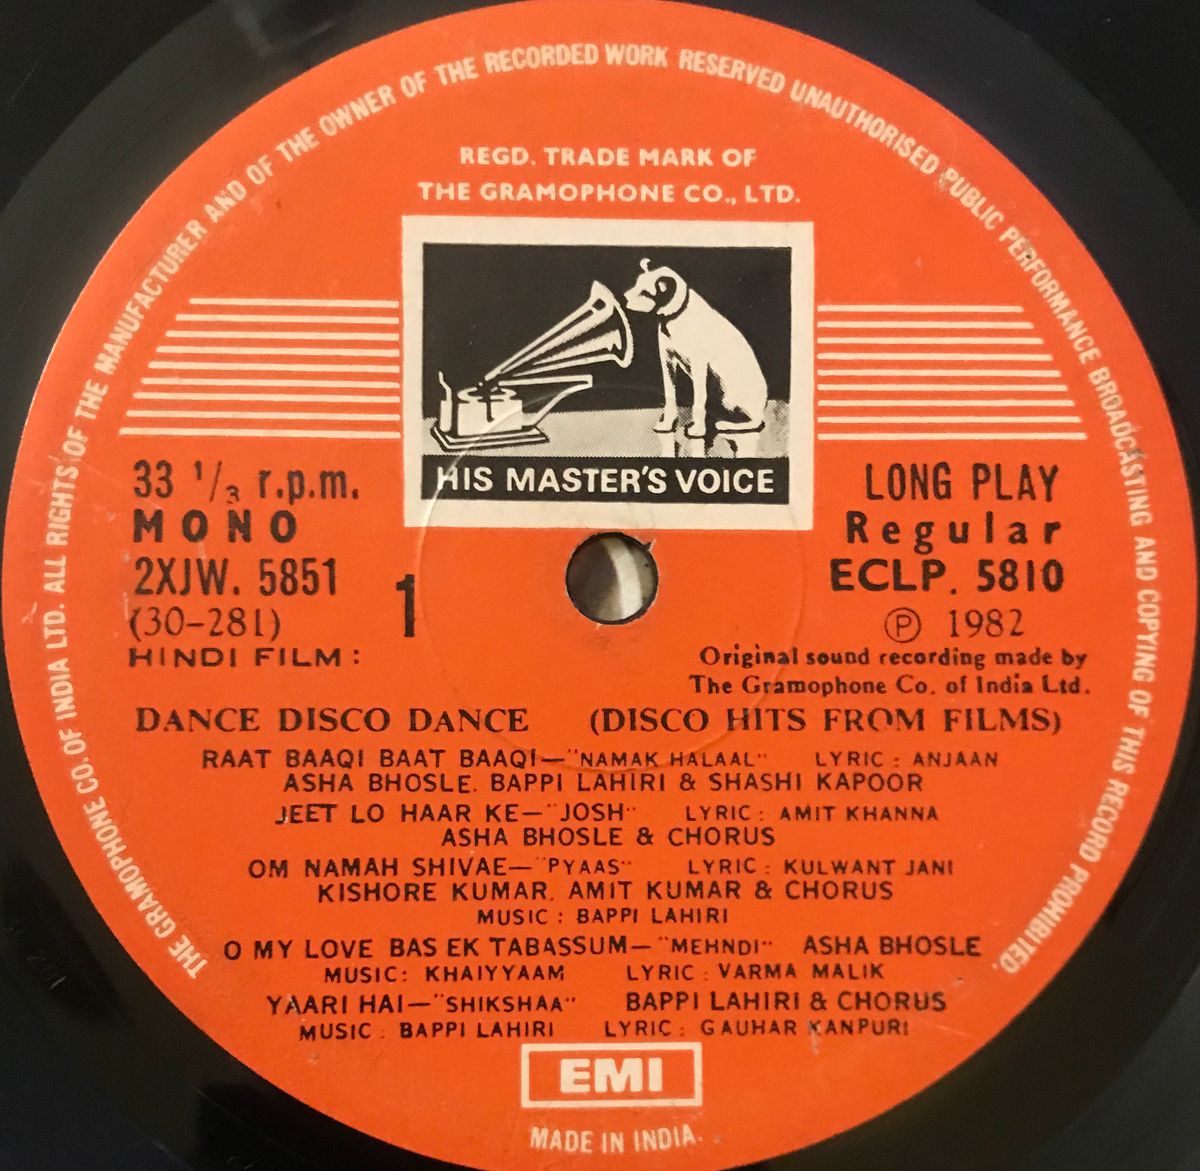 THE GRAMOPHONE CO. OF INDIA LTD. ALL RIGHTS OF THE MANUFACTURER AND OF THE OWNER OF THE RECORDED WORK RESERVED UNAUTHORISED PUBLIC PERFORMANCE BROADCASTING AND COPYING OF THIS RECORD PROHIBITED.
REGD. TRADE MARK OF
THE GRAMOPHONE CO., LTD.
HIS MASTER'S VOICE
33 1/3 r.p.m.
MONO
2XJW. 5851
(30-281)
1
LONG PLAY
Regular
ECLP. 5810
Ⓟ 1982
HINDI FILM :
Original sound recording made by
The Gramophone Co. of India Ltd.
DANCE DISCO DANCE (DISCO HITS FROM FILMS)
RAAT BAAQI BAAT BAAQI—"NAMAK HALAAL" LYRIC : ANJAAN
ASHA BHOSLE, BAPPI LAHIRI & SHASHI KAPOOR
JEET LO HAAR KE—"JOSH" LYRIC : AMIT KHANNA
ASHA BHOSLE & CHORUS
OM NAMAH SHIVAE—"PYAAS" LYRIC : KULWANT JANI
KISHORE KUMAR, AMIT KUMAR & CHORUS
MUSIC : BAPPI LAHIRI
O MY LOVE BAS EK TABASSUM—"MEHNDI" ASHA BHOSLE
MUSIC : KHAIYYAAM LYRIC : VARMA MALIK
YAARI HAI—"SHIKSHAA" BAPPI LAHIRI & CHORUS
MUSIC : BAPPI LAHIRI LYRIC : GAUHAR KANPURI
EMI
MADE IN INDIA.